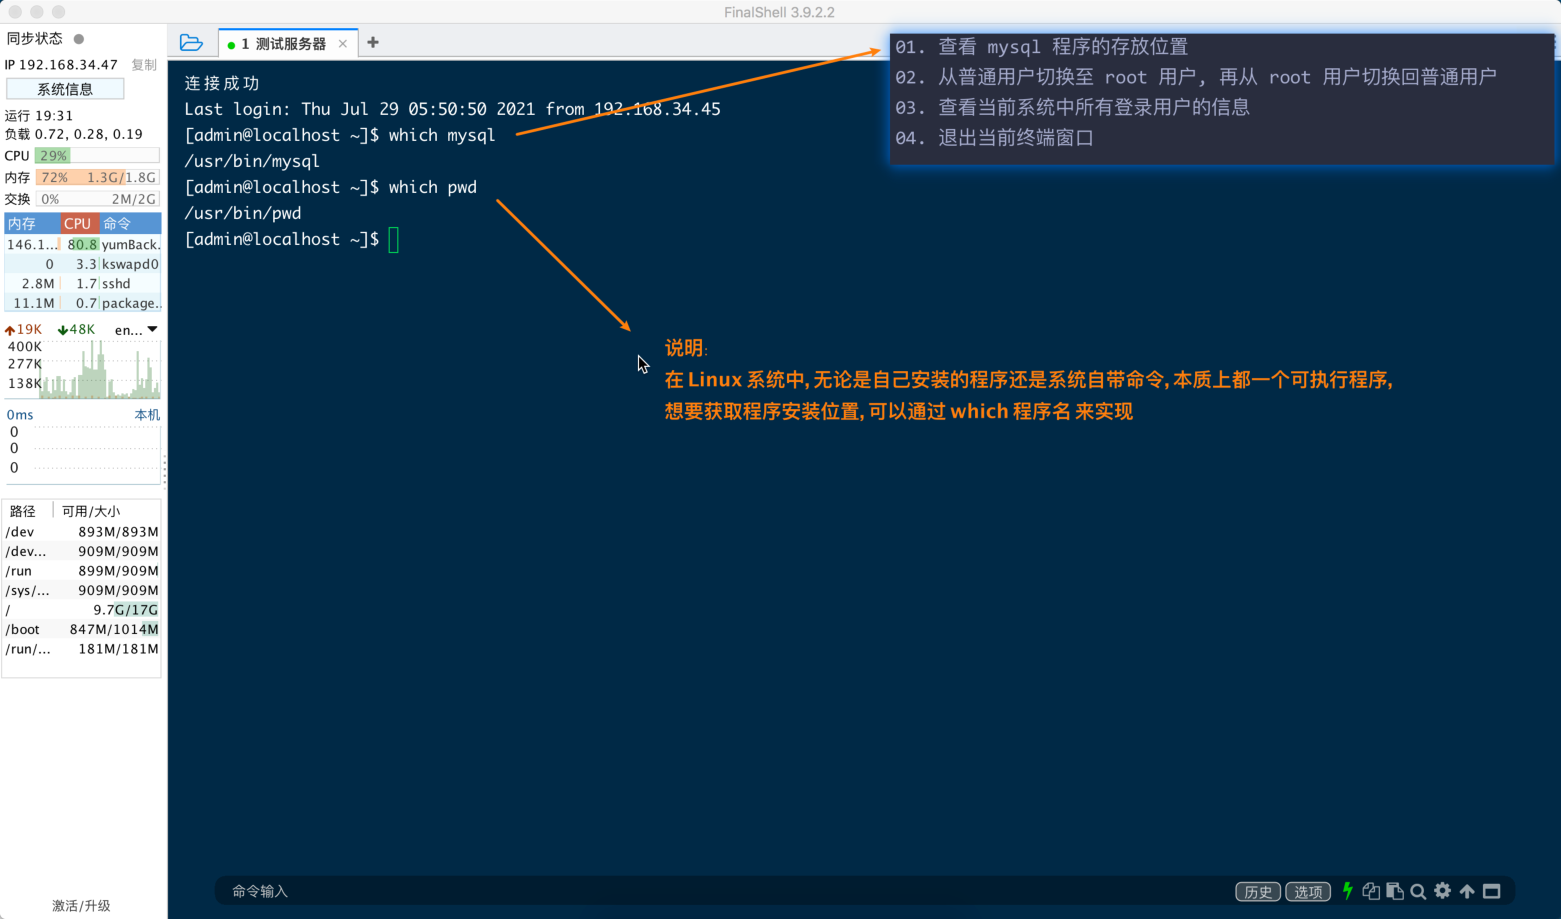 FinalShell 3.9.2.2
同步状态
IP 192.168.34.47 复制
系统信息
运行 19:31
负载 0.72, 0.28, 0.19
CPU 29%
内存 72% 1.3G/1.8G
交换 0% 2M/2G
内存 CPU 命令
146.1... 80.8 yumBack.
0 3.3 kswapd0
2.8M 1.7 sshd
11.1M 0.7 package..
19K 48K en...
400K
277K
138K
0ms 本机
0
0
0
路径 可用/大小
/dev 893M/893M
/dev... 909M/909M
/run 899M/909M
/sys/... 909M/909M
/ 9.7G/17G
/boot 847M/1014M
/run/... 181M/181M
激活/升级
1 测试服务器 × +
连接成功
Last login: Thu Jul 29 05:50:50 2021 from 192.168.34.45
[admin@localhost ~]$ which mysql
/usr/bin/mysql
[admin@localhost ~]$ which pwd
/usr/bin/pwd
[admin@localhost ~]$
01. 查看 mysql 程序的存放位置
02. 从普通用户切换至 root 用户, 再从 root 用户切换回普通用户
03. 查看当前系统中所有登录用户的信息
04. 退出当前终端窗口
说明:
在 Linux 系统中, 无论是自己安装的程序还是系统自带命令, 本质上都一个可执行程序,
想要获取程序安装位置, 可以通过 which 程序名 来实现
命令输入
历史 选项